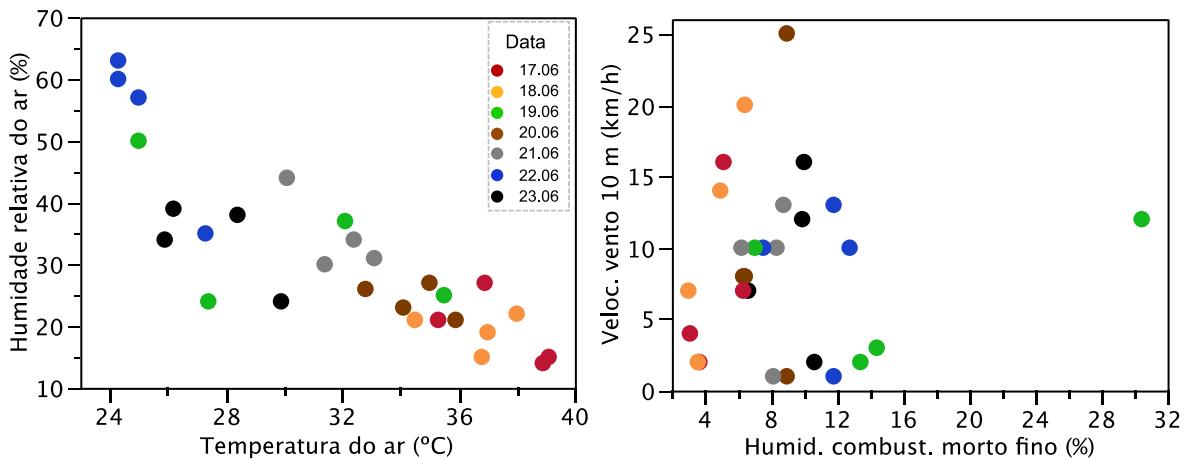 Humidade relativa do ar (%)
70
60
50
40
30
20
10
Data
17.06
18.06
19.06
20.06
21.06
22.06
23.06
24 28 32 36 40
Temperatura do ar (ºC)
Veloc. vento 10 m (km/h)
25
20
15
10
5
0
4 8 12 16 20 24 28 32
Humid. combust. morto fino (%)